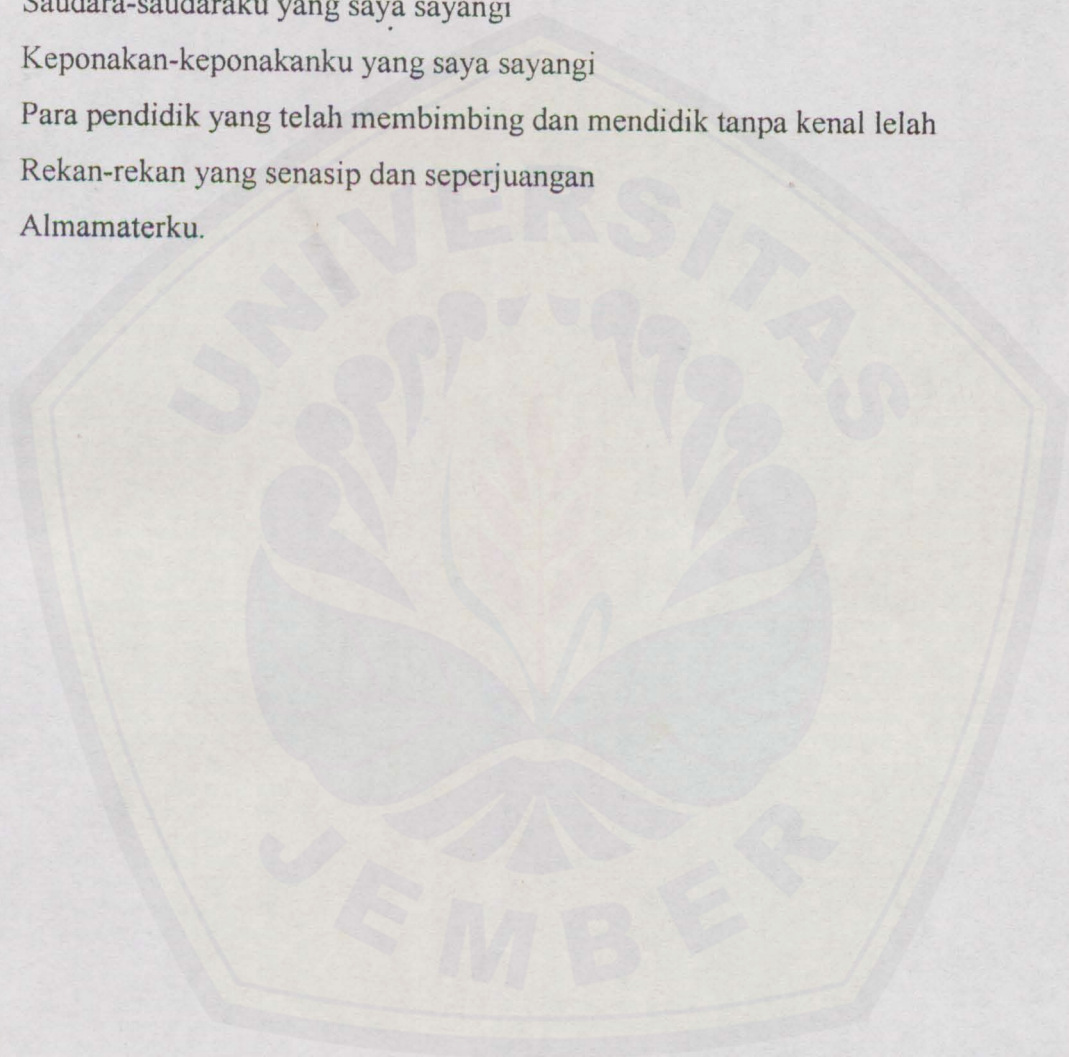 Saudara-saudaraku yang saya sayangi
Keponakan-keponakanku yang saya sayangi
Para pendidik yang telah membimbing dan mendidik tanpa kenal lelah
Rekan-rekan yang senasip dan seperjuangan
Almamaterku.
UNIVERSITAS
JEMBER